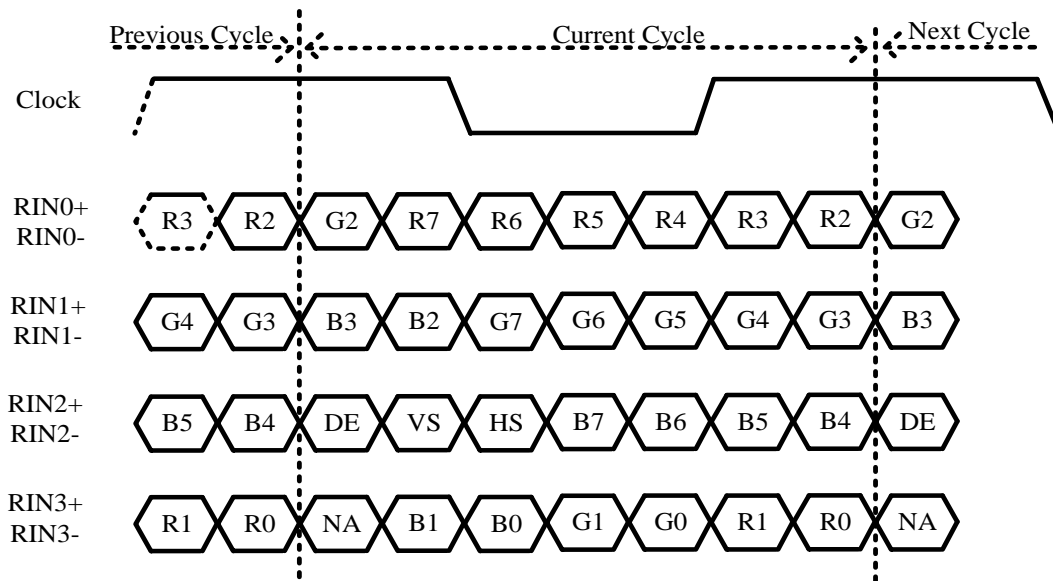 Previous Cycle Current Cycle Next Cycle
Clock
RIN0+
RIN0-
R3 R2 G2 R7 R6 R5 R4 R3 R2 G2
RIN1+
RIN1-
G4 G3 B3 B2 G7 G6 G5 G4 G3 B3
RIN2+
RIN2-
B5 B4 DE VS HS B7 B6 B5 B4 DE
RIN3+
RIN3-
R1 R0 NA B1 B0 G1 G0 R1 R0 NA